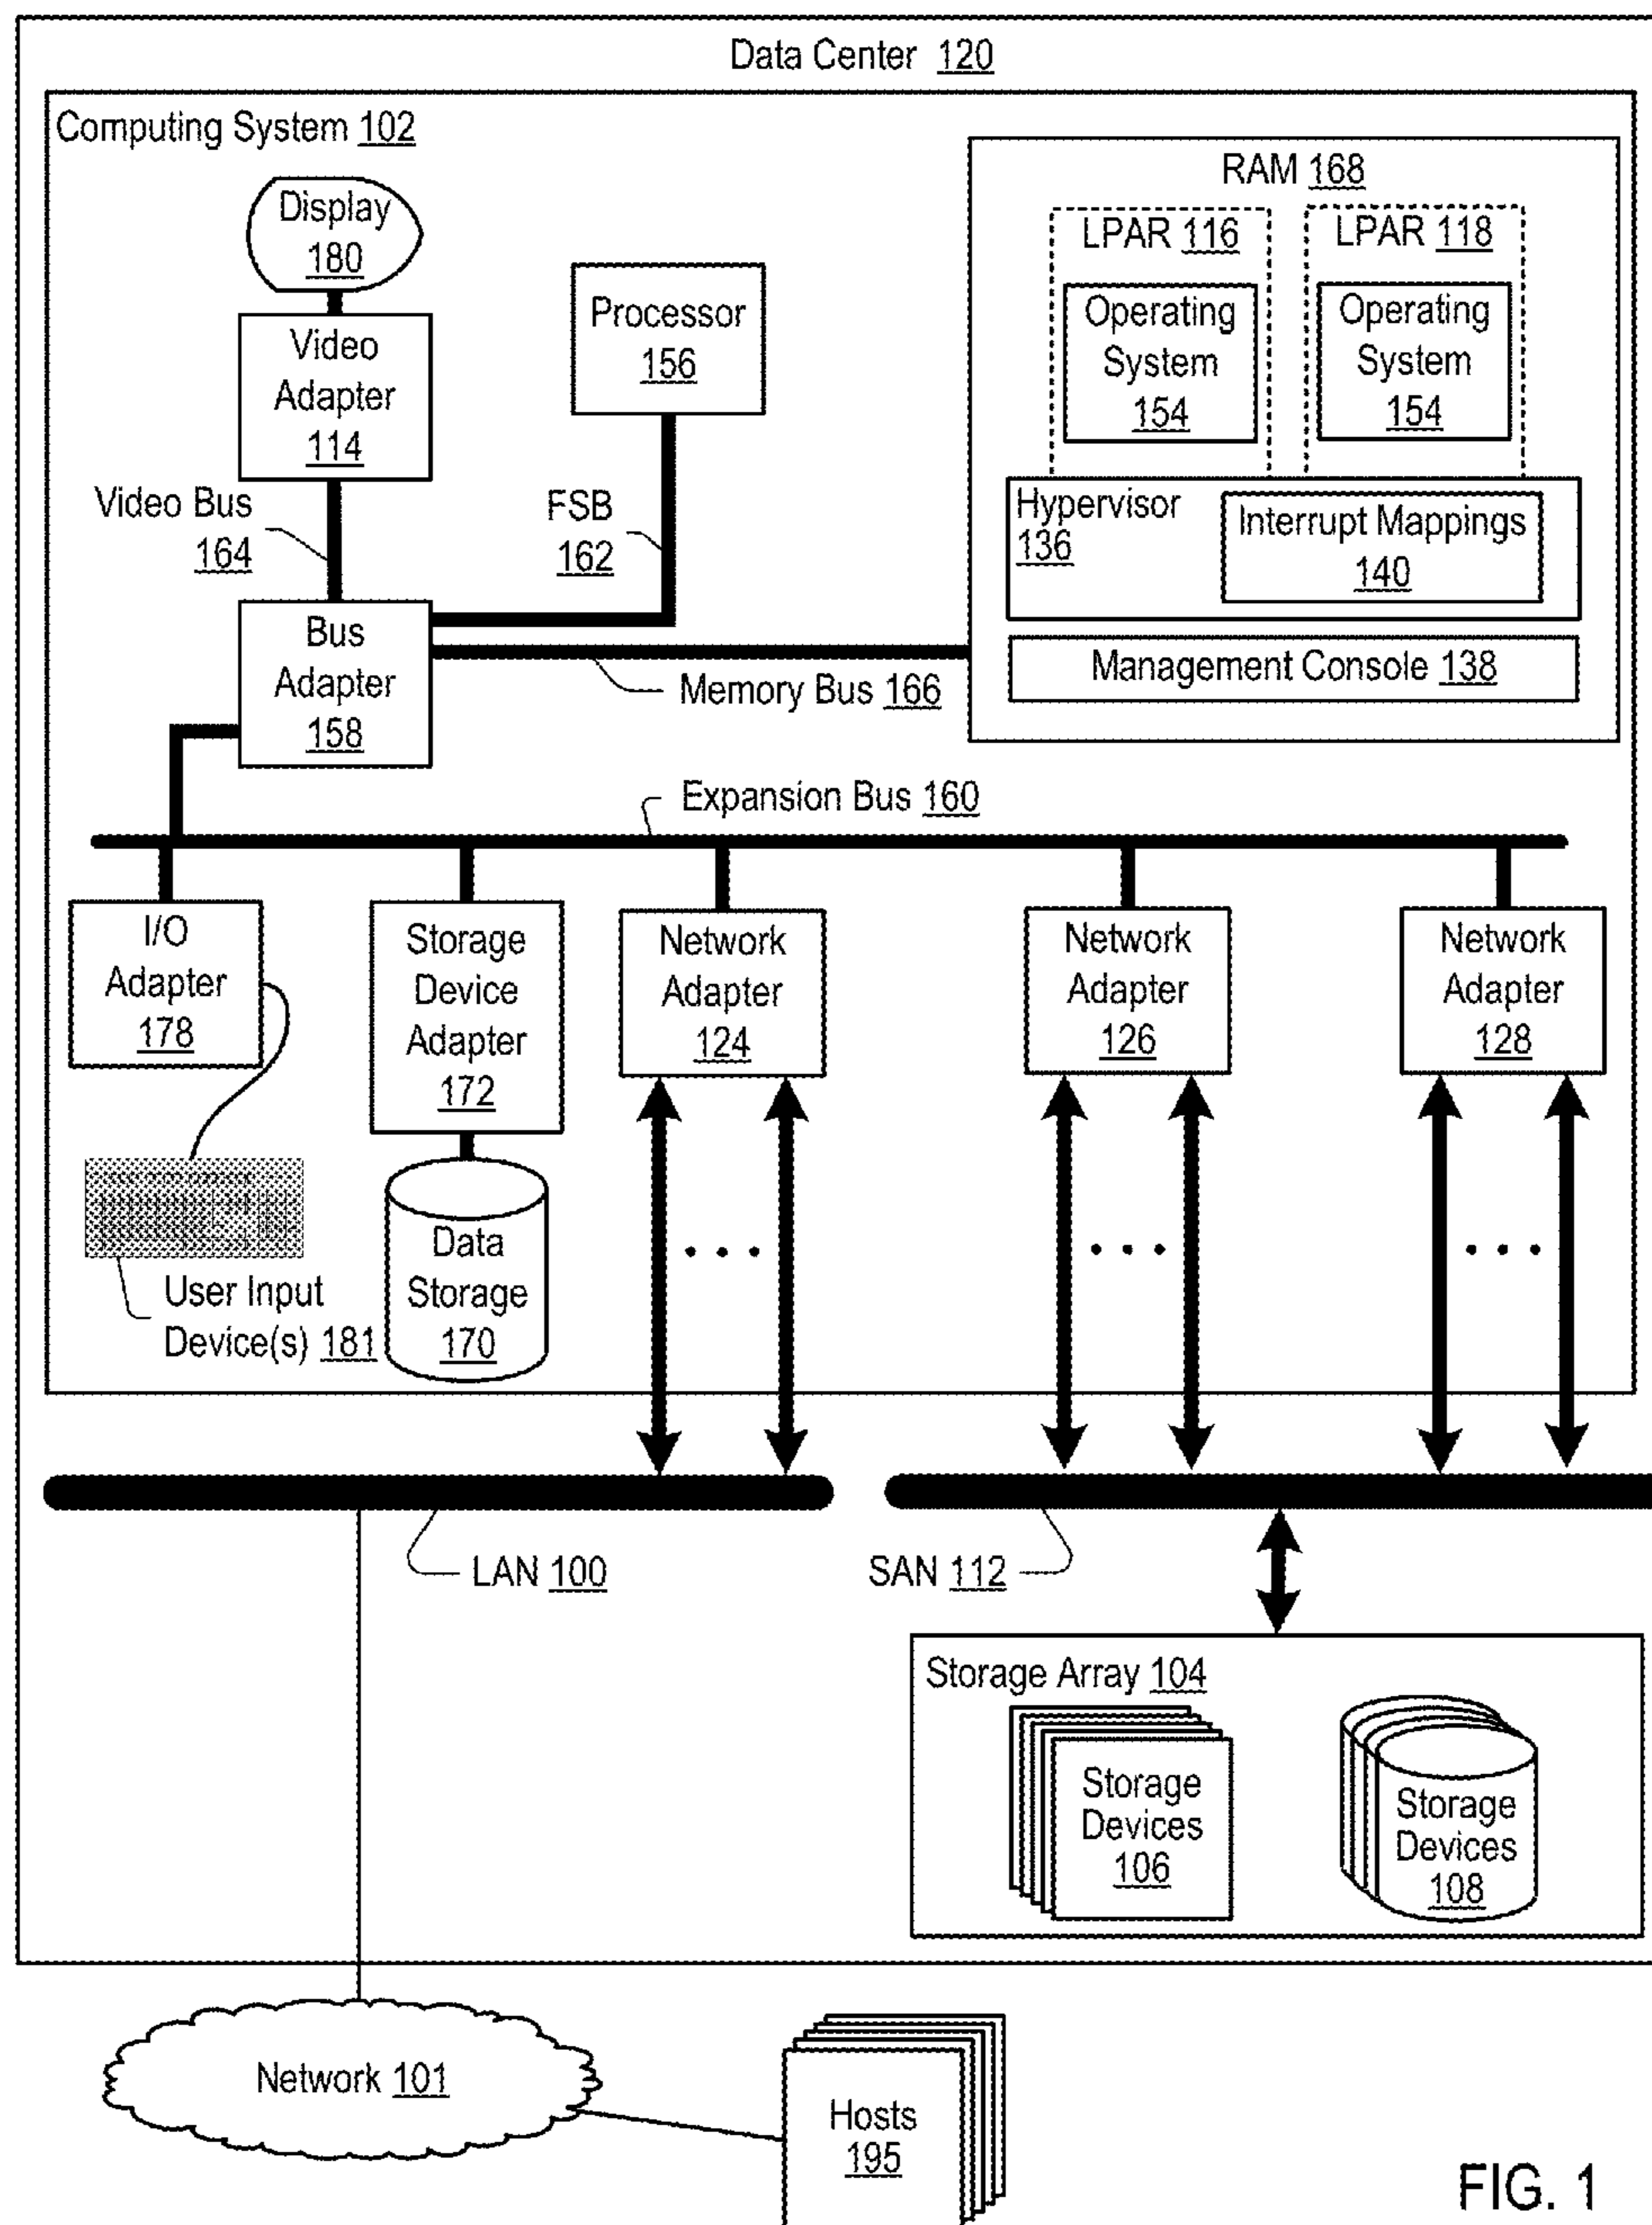 Data Center 120
Computing System 102
Display
180
Video
Adapter
114
Processor
156
RAM 168
LPAR 116
Operating
System
154
LPAR 118
Operating
System
154
Hypervisor
136
Interrupt Mappings
140
Management Console 138
Video Bus
164
FSB
162
Bus
Adapter
158
Memory Bus 166
Expansion Bus 160
I/O
Adapter
178
Storage
Device
Adapter
172
Network
Adapter
124
Network
Adapter
126
Network
Adapter
128
User Input
Device(s) 181
Data
Storage
170
LAN 100
SAN 112
Storage Array 104
Storage
Devices
106
Storage
Devices
108
Network 101
Hosts
195
FIG. 1